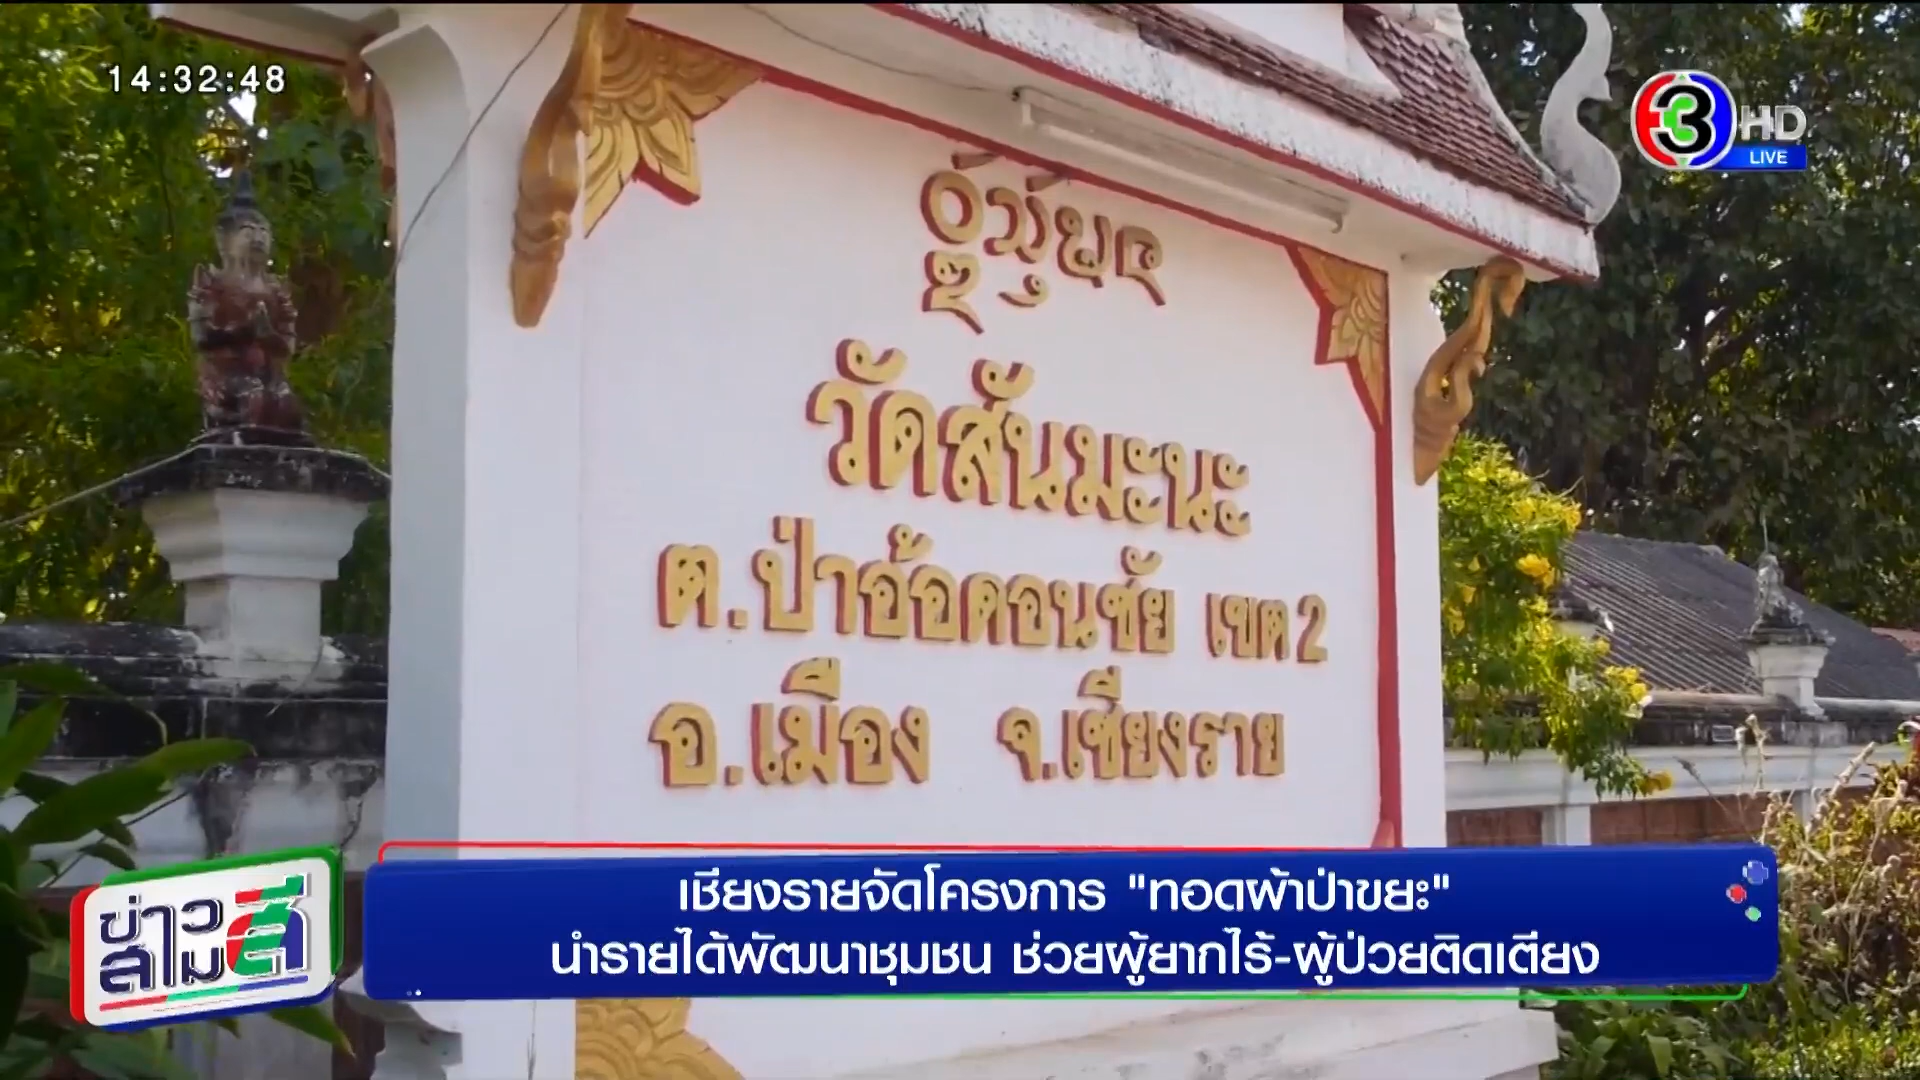 14:32:48
3 HD
LIVE
วัดสันมะนะ
ต.ป่าอ้อดอนชัย เขต 2
อ.เมือง จ.เชียงราย
ข่าวสามสี
เชียงรายจัดโครงการ "ทอดผ้าป่าขยะ"
นำรายได้พัฒนาชุมชน ช่วยผู้ยากไร้-ผู้ป่วยติดเตียง